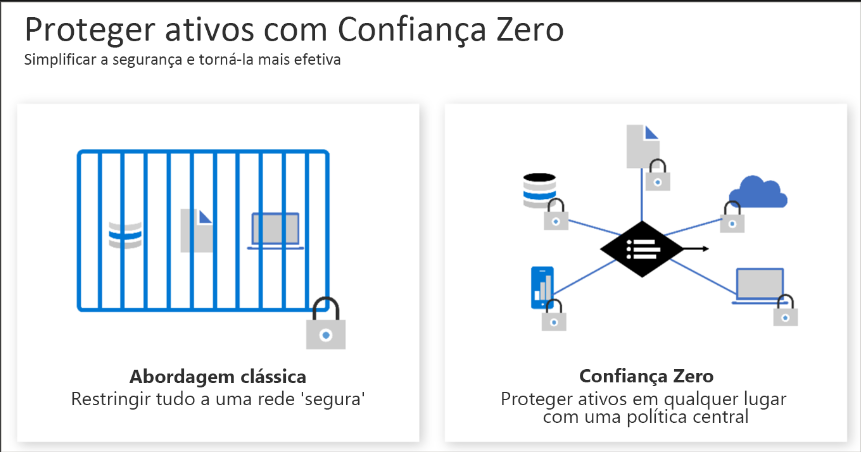 Proteger ativos com Confiança Zero
Simplificar a segurança e torná-la mais efetiva
Abordagem clássica
Restringir tudo a uma rede 'segura'
Confiança Zero
Proteger ativos em qualquer lugar
com uma política central